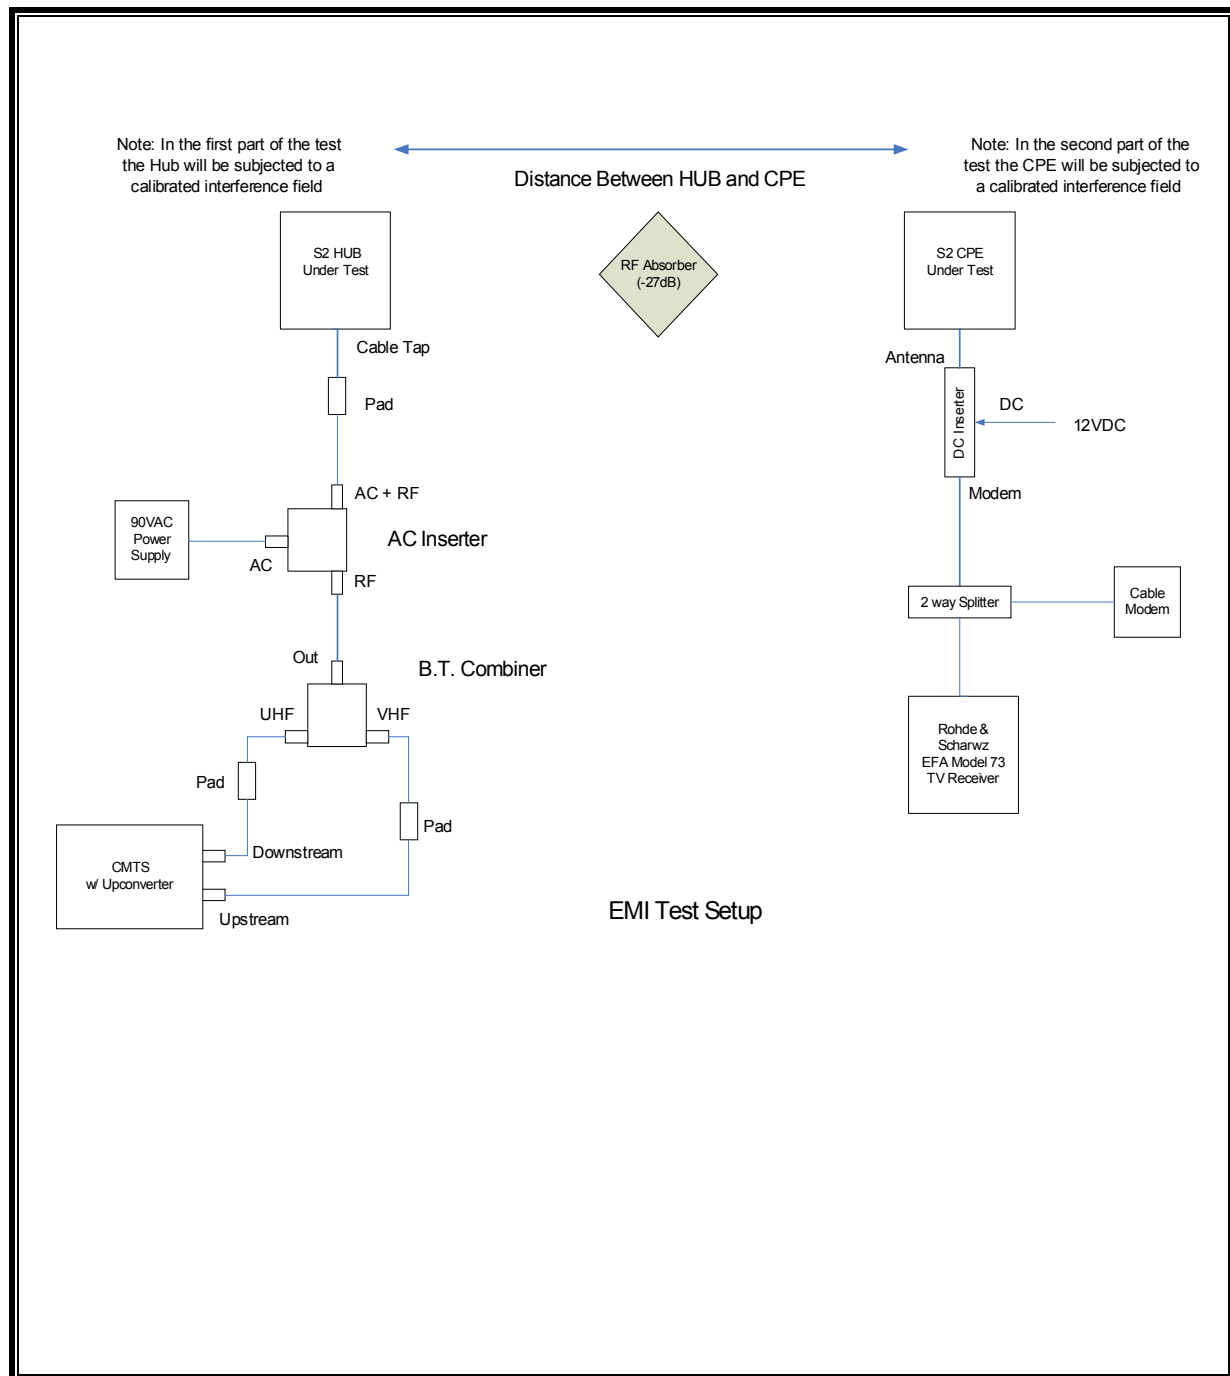 Note: In the first part of the test
the Hub will be subjected to a
calibrated interference field
Distance Between HUB and CPE
Note: In the second part of the
test the CPE will be subjected to
a calibrated interference field
S2 HUB
Under Test
RF Absorber
(-27dB)
S2 CPE
Under Test
Cable Tap
Pad
Antenna
DC Inserter
DC
12VDC
Modem
AC + RF
90VAC
Power
Supply
AC
AC Inserter
RF
2 way Splitter
Cable
Modem
Out
B.T. Combiner
UHF
VHF
Pad
Pad
Rohde &
Scharwz
EFA Model 73
TV Receiver
CMTS
w/ Upconverter
Downstream
Upstream
EMI Test Setup